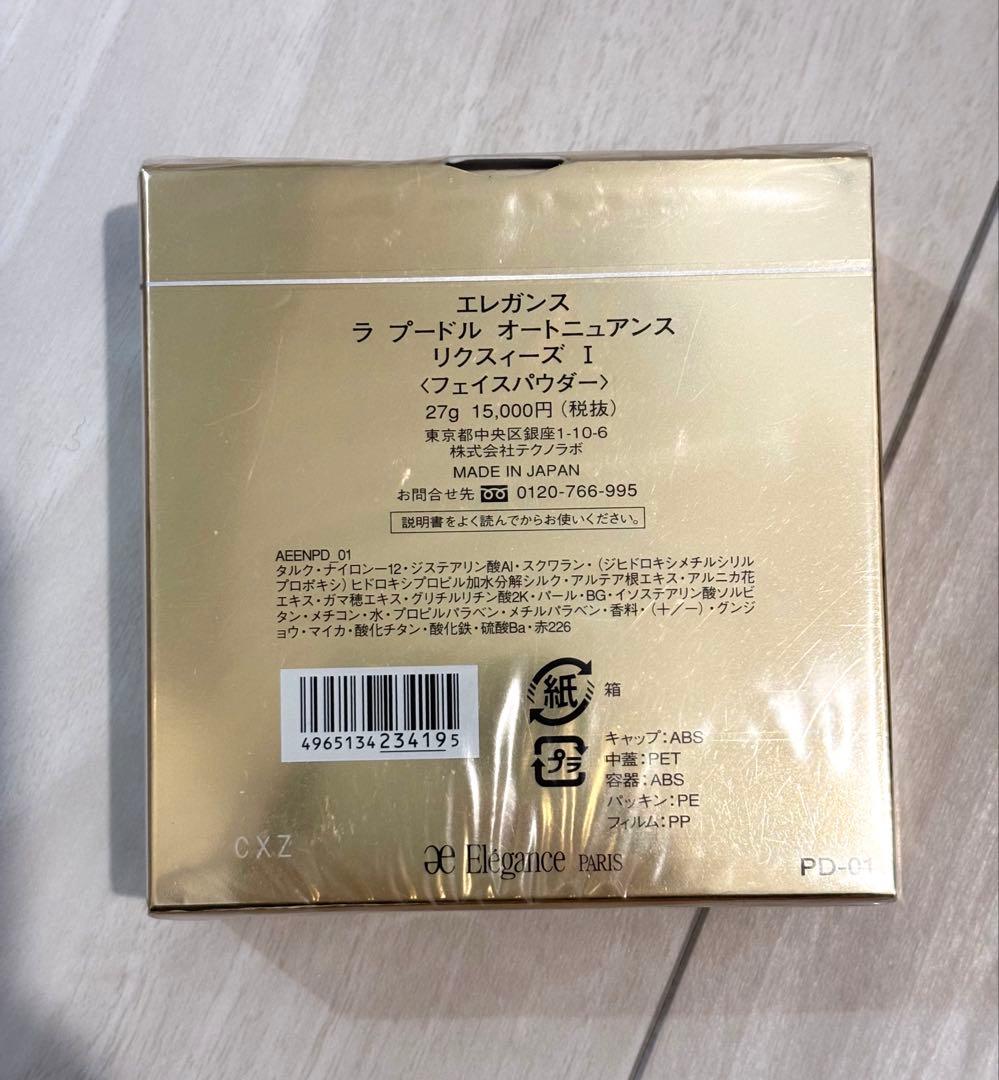 エレガンス
ラ プードル オートニュアンス
リクスィーズ I
〈フェイスパウダー〉
27g 15,000円(税抜)
東京都中央区銀座1-10-6
株式会社テクノラボ
MADE IN JAPAN
お問合せ先 0120-766-995
説明書をよく読んでからお使いください。
AEENPD_01
タルク・ナイロン−12・ジステアリン酸Al・スクワラン・(ジヒドロキシメチルシリル
プロポキシ)ヒドロキシプロピル加水分解シルク・アルテア根エキス・アルニカ花
エキス・ガマ穂エキス・グリチルリチン酸2K・パール・BG・イソステアリン酸ソルビ
タン・メチコン・水・プロピルパラベン・メチルパラベン・香料・(+/−)・グンジ
ョウ・マイカ・酸化チタン・酸化鉄・硫酸Ba・赤226
紙 箱
4965134234195
プラ
キャップ:ABS
中蓋:PET
容器:ABS
パッキン:PE
フィルム:PP
CXZ
æ Elégance PARIS
PD-01